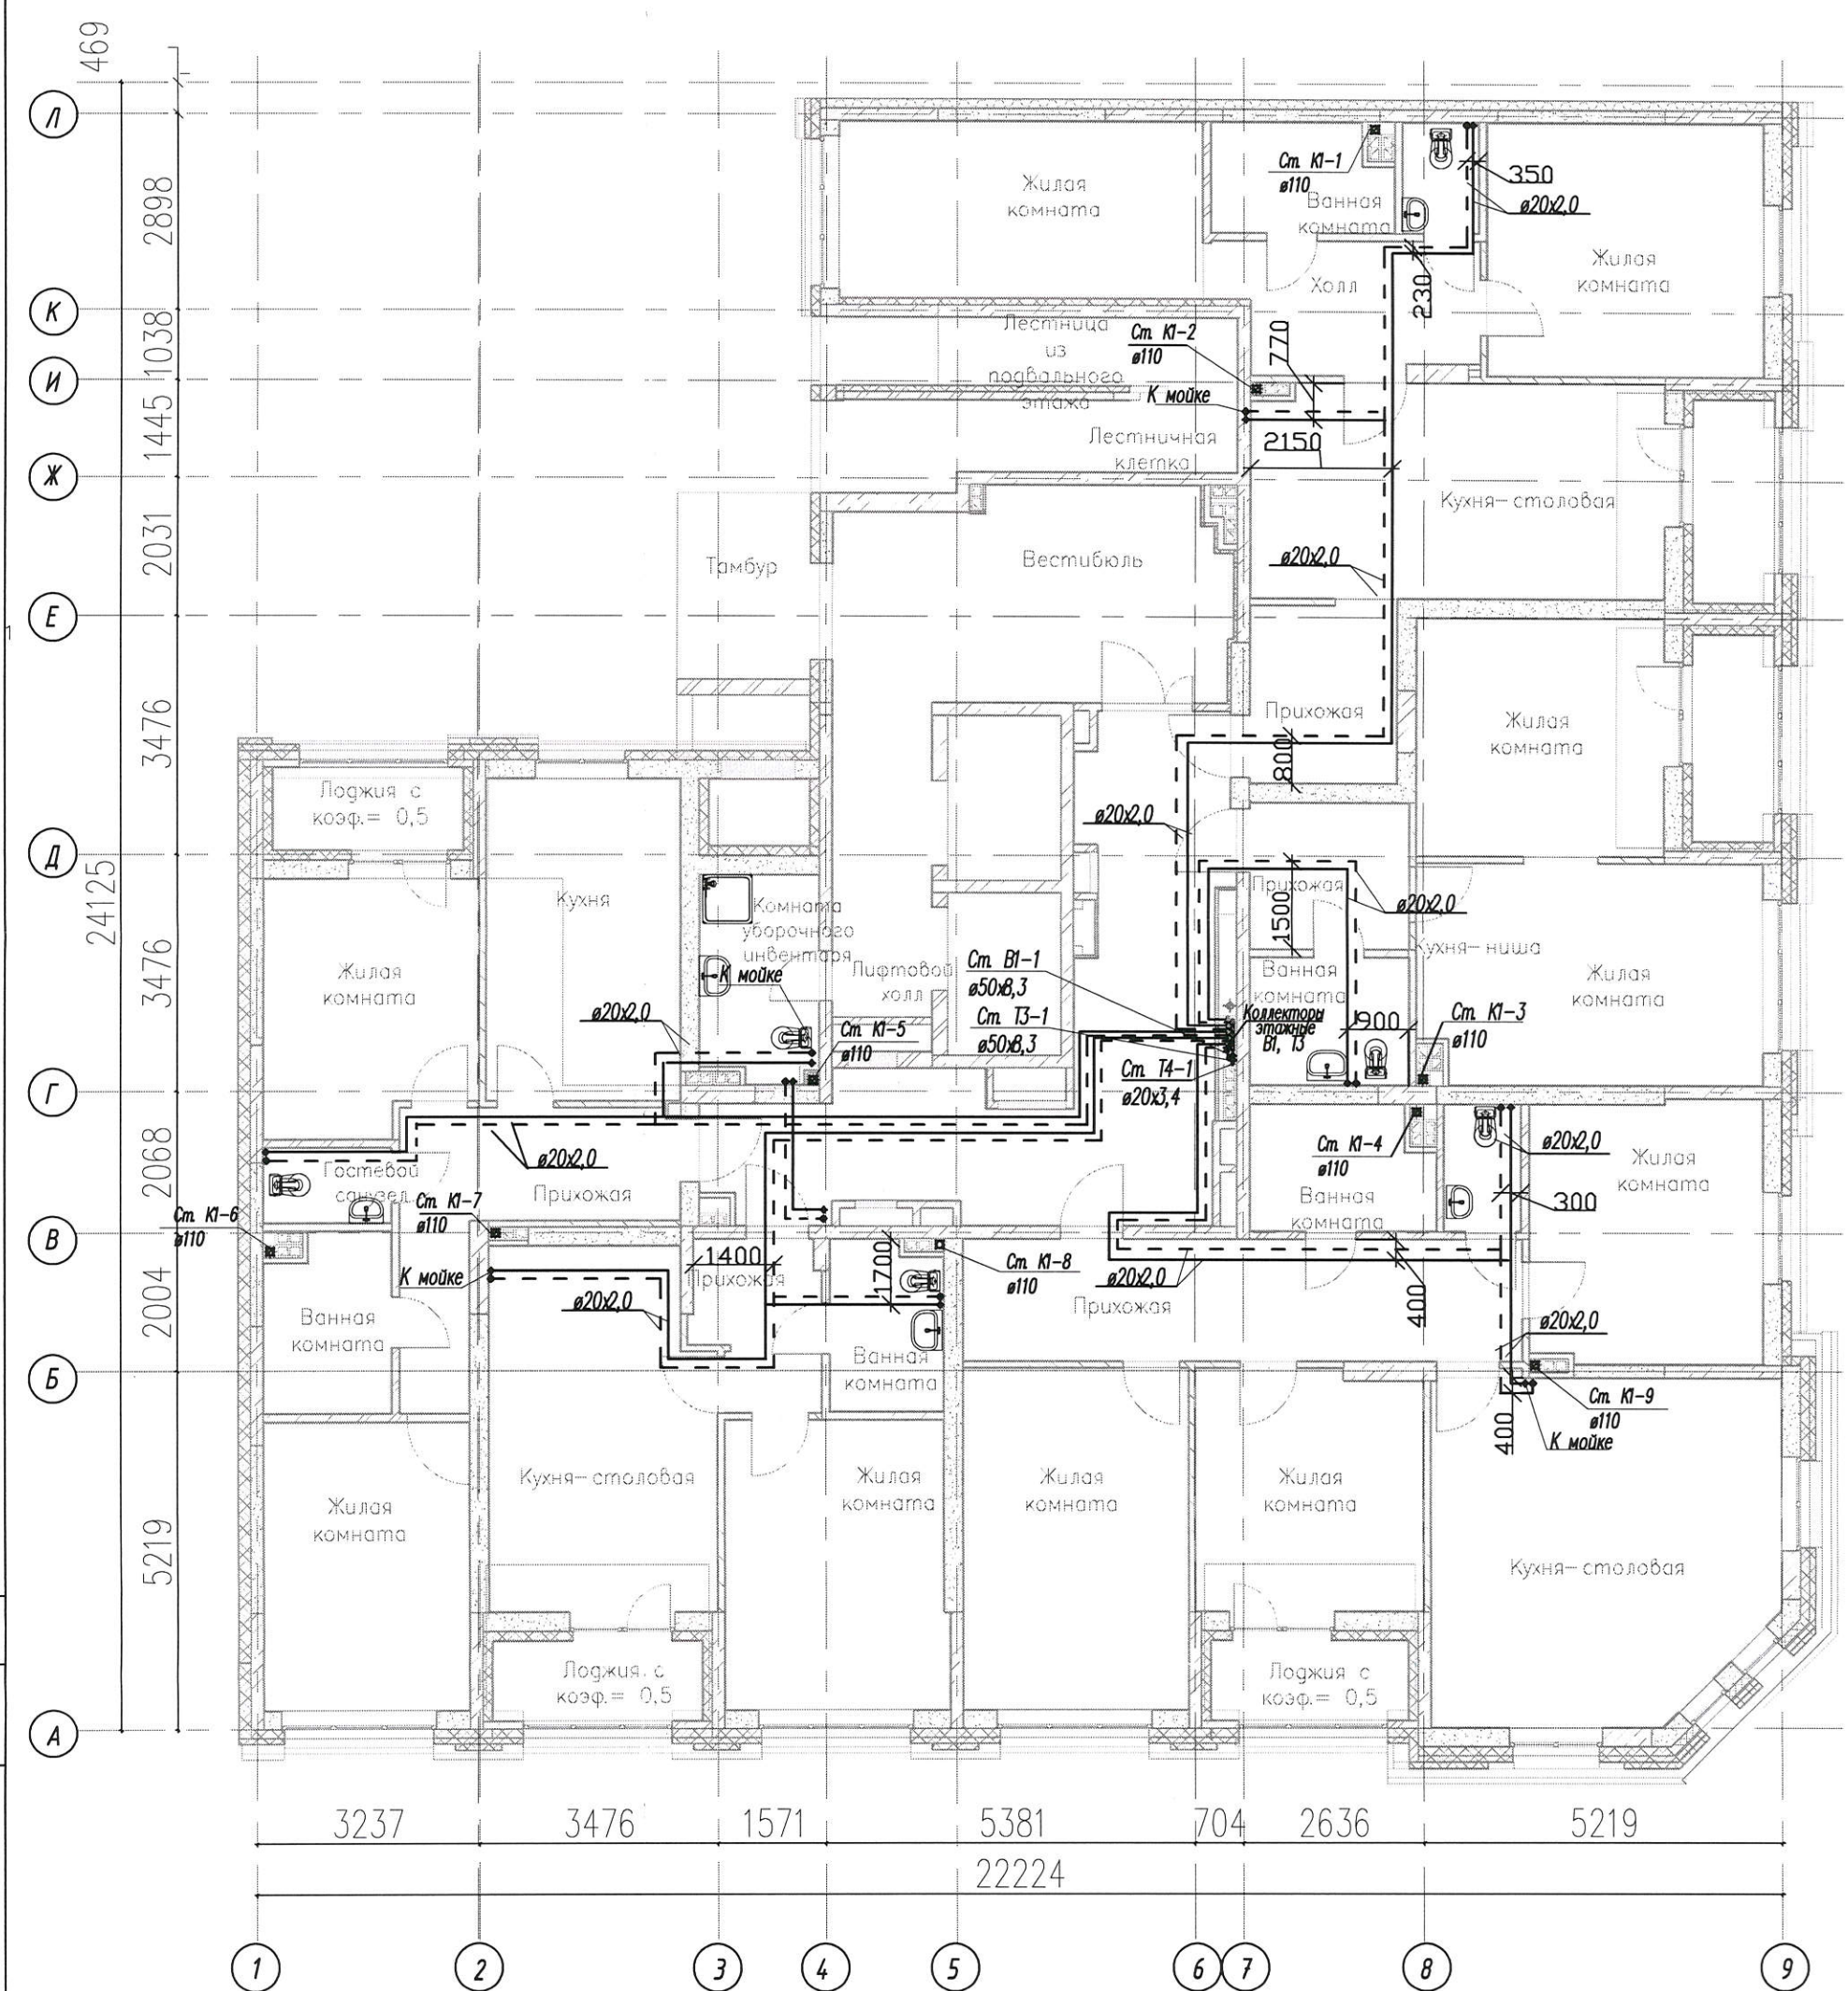 469
Л
2898
К
1038
И
1445
Ж
2031
Е
3476
Д
24125
3476
Г
2068
В
2004
Б
5219
А
Жилая
комната
Ст. К1-1
ø110
Ванная
комната
350
ø20х2,0
Жилая
комната
Холл
230
Лестница
из
подвального
этажа
Ст. К1-2
ø110
770
К мойке
Лестничная
клетка
2150
Кухня-столовая
Тамбур
Вестибюль
ø20х2,0
Прихожая
800
Жилая
комната
Лоджия с
коэф.= 0,5
ø20х2,0
Кухня
Комната
уборочного
инвентаря
К мойке
Прихожая
1500
ø20х2,0
Кухня-ниша
Жилая
комната
Лифтовой
холл
Ст. В1-1
ø50х8,3
Ст. Т3-1
ø50х8,3
Ванная
комната
Коллекторы
этажные
В1, Т3
900
Ст. К1-3
ø110
Жилая
комната
ø20х2,0
Ст. К1-5
ø110
Ст. Т4-1
ø20х3,4
ø20х2,0
Гостевой
санузел
Прихожая
Ст. К1-4
ø110
Ванная
комната
ø20х2,0
Жилая
комната
300
Ст. К1-6
ø110
Ст. К1-7
ø110
К мойке
ø20х2,0
1400
Прихожая
1700
Ст. К1-8
ø110
ø20х2,0
Прихожая
400
ø20х2,0
Ванная
комната
Ванная
комната
Ст. К1-9
ø110
К мойке
400
Жилая
комната
Кухня-столовая
Жилая
комната
Жилая
комната
Жилая
комната
Кухня-столовая
Лоджия с
коэф.= 0,5
Лоджия с
коэф.= 0,5
3237
3476
1571
5381
704
2636
5219
22224
1
2
3
4
5
6
7
8
9